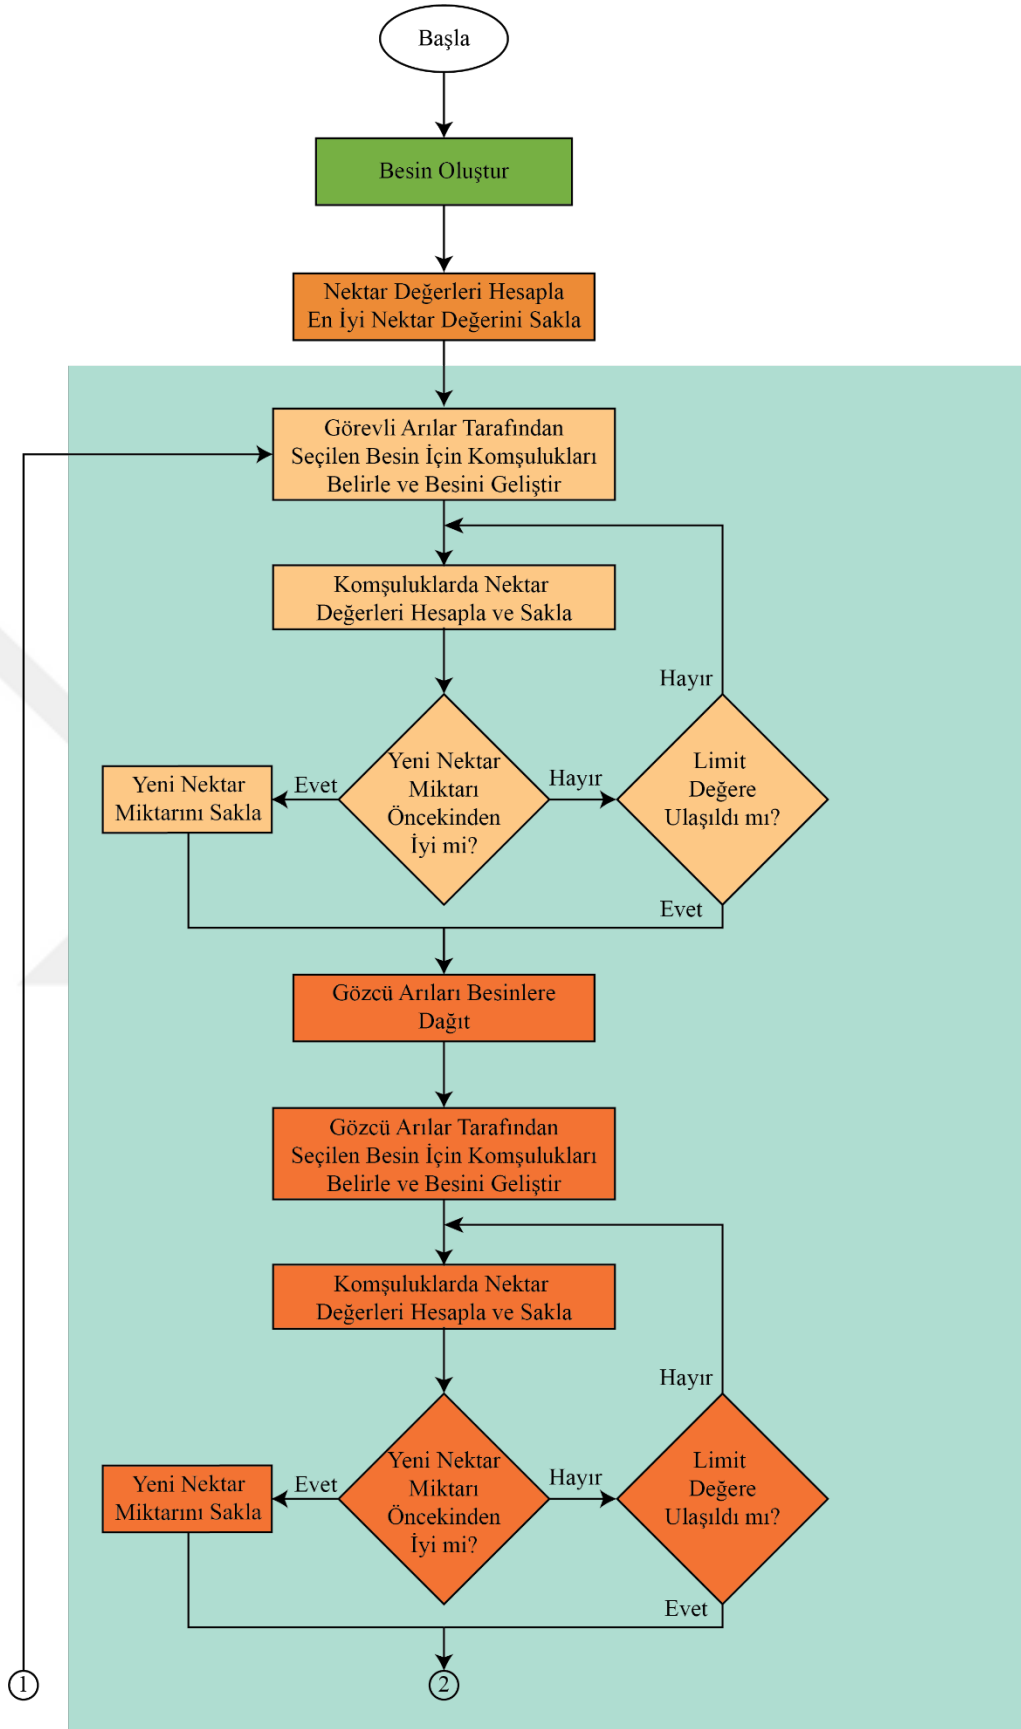 Başla
Besin Oluştur
Nektar Değerleri Hesapla
En İyi Nektar Değerini Sakla
Görevli Arılar Tarafından
Seçilen Besin İçin Komşulukları
Belirle ve Besini Geliştir
Komşuluklarda Nektar
Değerleri Hesapla ve Sakla
Hayır
Yeni Nektar
Miktarını Sakla
Evet
Yeni Nektar
Miktarı
Öncekinden
İyi mi?
Hayır
Limit
Değere
Ulaşıldı mı?
Evet
Gözcü Arıları Besinlere
Dağıt
Gözcü Arılar Tarafından
Seçilen Besin İçin Komşulukları
Belirle ve Besini Geliştir
Komşuluklarda Nektar
Değerleri Hesapla ve Sakla
Hayır
Yeni Nektar
Miktarını Sakla
Evet
Yeni Nektar
Miktarı
Öncekinden
İyi mi?
Hayır
Limit
Değere
Ulaşıldı mı?
Evet
1
2